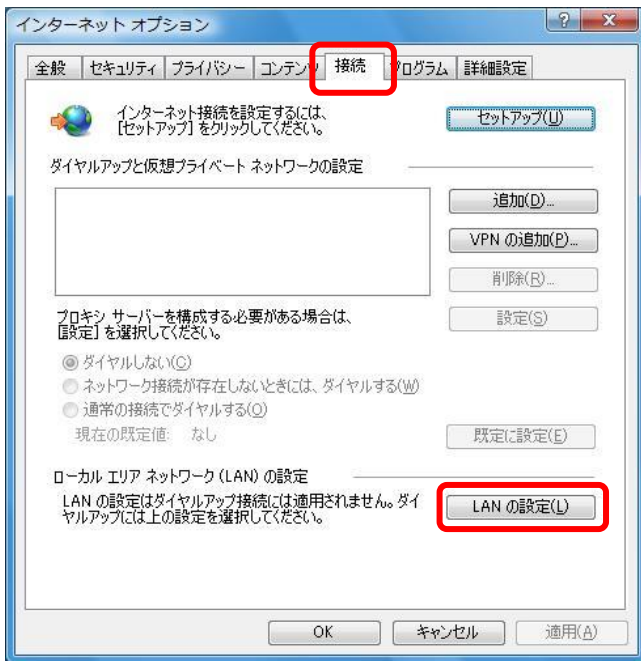 インターネット オプション
全般 セキュリティ プライバシー コンテンツ 接続 プログラム 詳細設定
インターネット接続を設定するには、
[セットアップ] をクリックしてください。
セットアップ(U)
ダイヤルアップと仮想プライベート ネットワークの設定
追加(D)...
VPN の追加(P)...
削除(R)...
プロキシ サーバーを構成する必要がある場合は、
[設定] を選択してください。
設定(S)
ダイヤルしない(C)
ネットワーク接続が存在しないときには、ダイヤルする(W)
通常の接続でダイヤルする(O)
現在の既定値: なし
既定に設定(E)
ローカル エリア ネットワーク (LAN) の設定
LAN の設定はダイヤルアップ接続には適用されません。ダイ
ヤルアップには上の設定を選択してください。
LAN の設定(L)
OK キャンセル 適用(A)